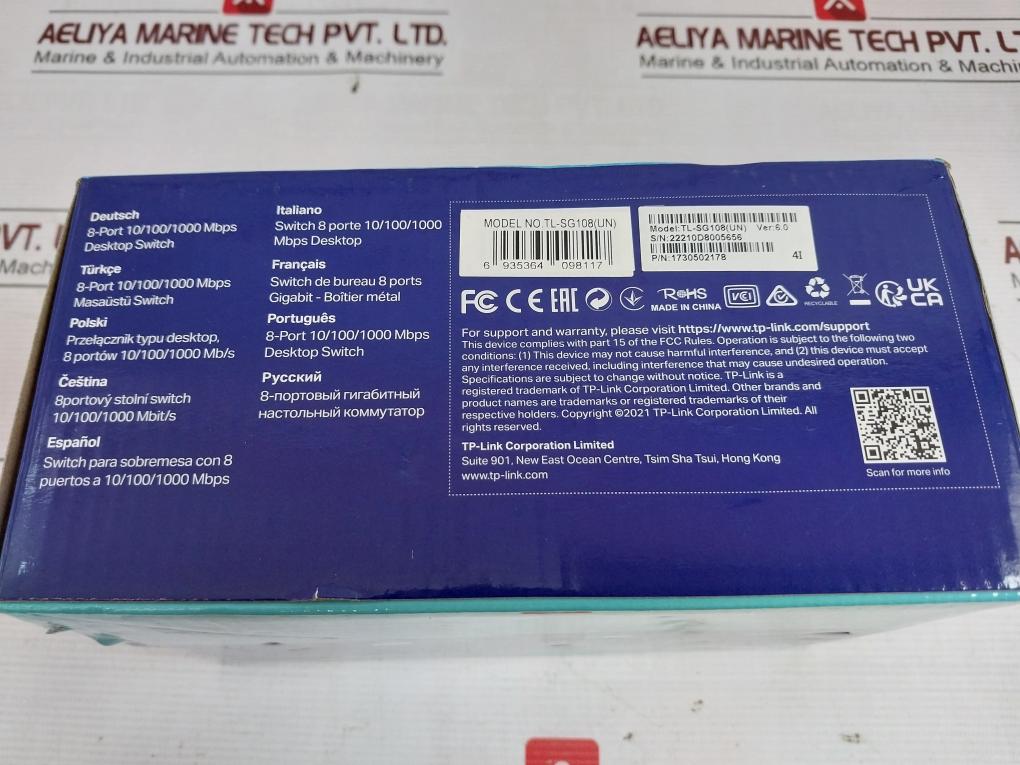 AELIYA MARINE TECH PVT. LTD.
Marine & Industrial Automation & Machinery
AELIYA MARINE TECH PVT.
Marine & Industrial Automation &
Deutsch
8-Port 10/100/1000 Mbps
Desktop Switch
Türkçe
8-Port 10/100/1000 Mbps
Masaüstü Switch
Polski
Przełącznik typu desktop,
8 portów 10/100/1000 Mb/s
Čeština
8portový stolní switch
10/100/1000 Mbit/s
Español
Switch para sobremesa con 8
puertos a 10/100/1000 Mbps
Italiano
Switch 8 porte 10/100/1000
Mbps Desktop
Français
Switch de bureau 8 ports
Gigabit - Boîtier métal
Português
8-Port 10/100/1000 Mbps
Desktop Switch
Русский
8-портовый гигабитный
настольный коммутатор
MODEL NO.TL-SG108(UN)
6 935364 098117
Model:TL-SG108(UN) Ver:6.0
S/N:22210D8005656
P/N:1730502178 4I
FC CE EAC RoHS MADE IN CHINA VCCI RECYCLABLE UK CA
For support and warranty, please visit https://www.tp-link.com/support
This device complies with part 15 of the FCC Rules. Operation is subject to the following two
conditions: (1) This device may not cause harmful interference, and (2) this device must accept
any interference received, including interference that may cause undesired operation.
Specifications are subject to change without notice. TP-Link is a
registered trademark of TP-Link Corporation Limited. Other brands and
product names are trademarks or registered trademarks of their
respective holders. Copyright ©2021 TP-Link Corporation Limited. All
rights reserved.
TP-Link Corporation Limited
Suite 901, New East Ocean Centre, Tsim Sha Tsui, Hong Kong
www.tp-link.com
Scan for more info